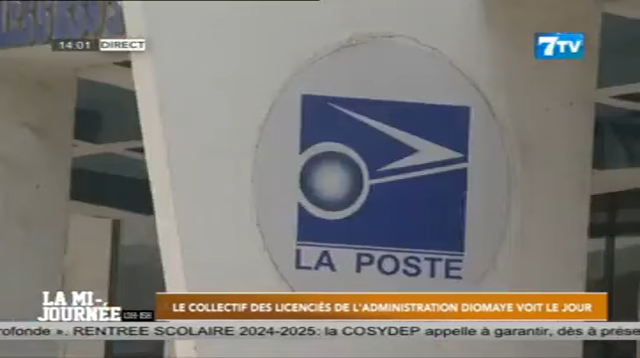 14:01 DIRECT
7TV
LA POSTE
LA MI-
JOURNÉE
LE COLLECTIF DES LICENCIÉS DE L'ADMINISTRATION DIOMAYE VOIT LE JOUR
rofonde ». RENTREE SCOLAIRE 2024-2025: la COSYDEP appelle à garantir, dès à prése